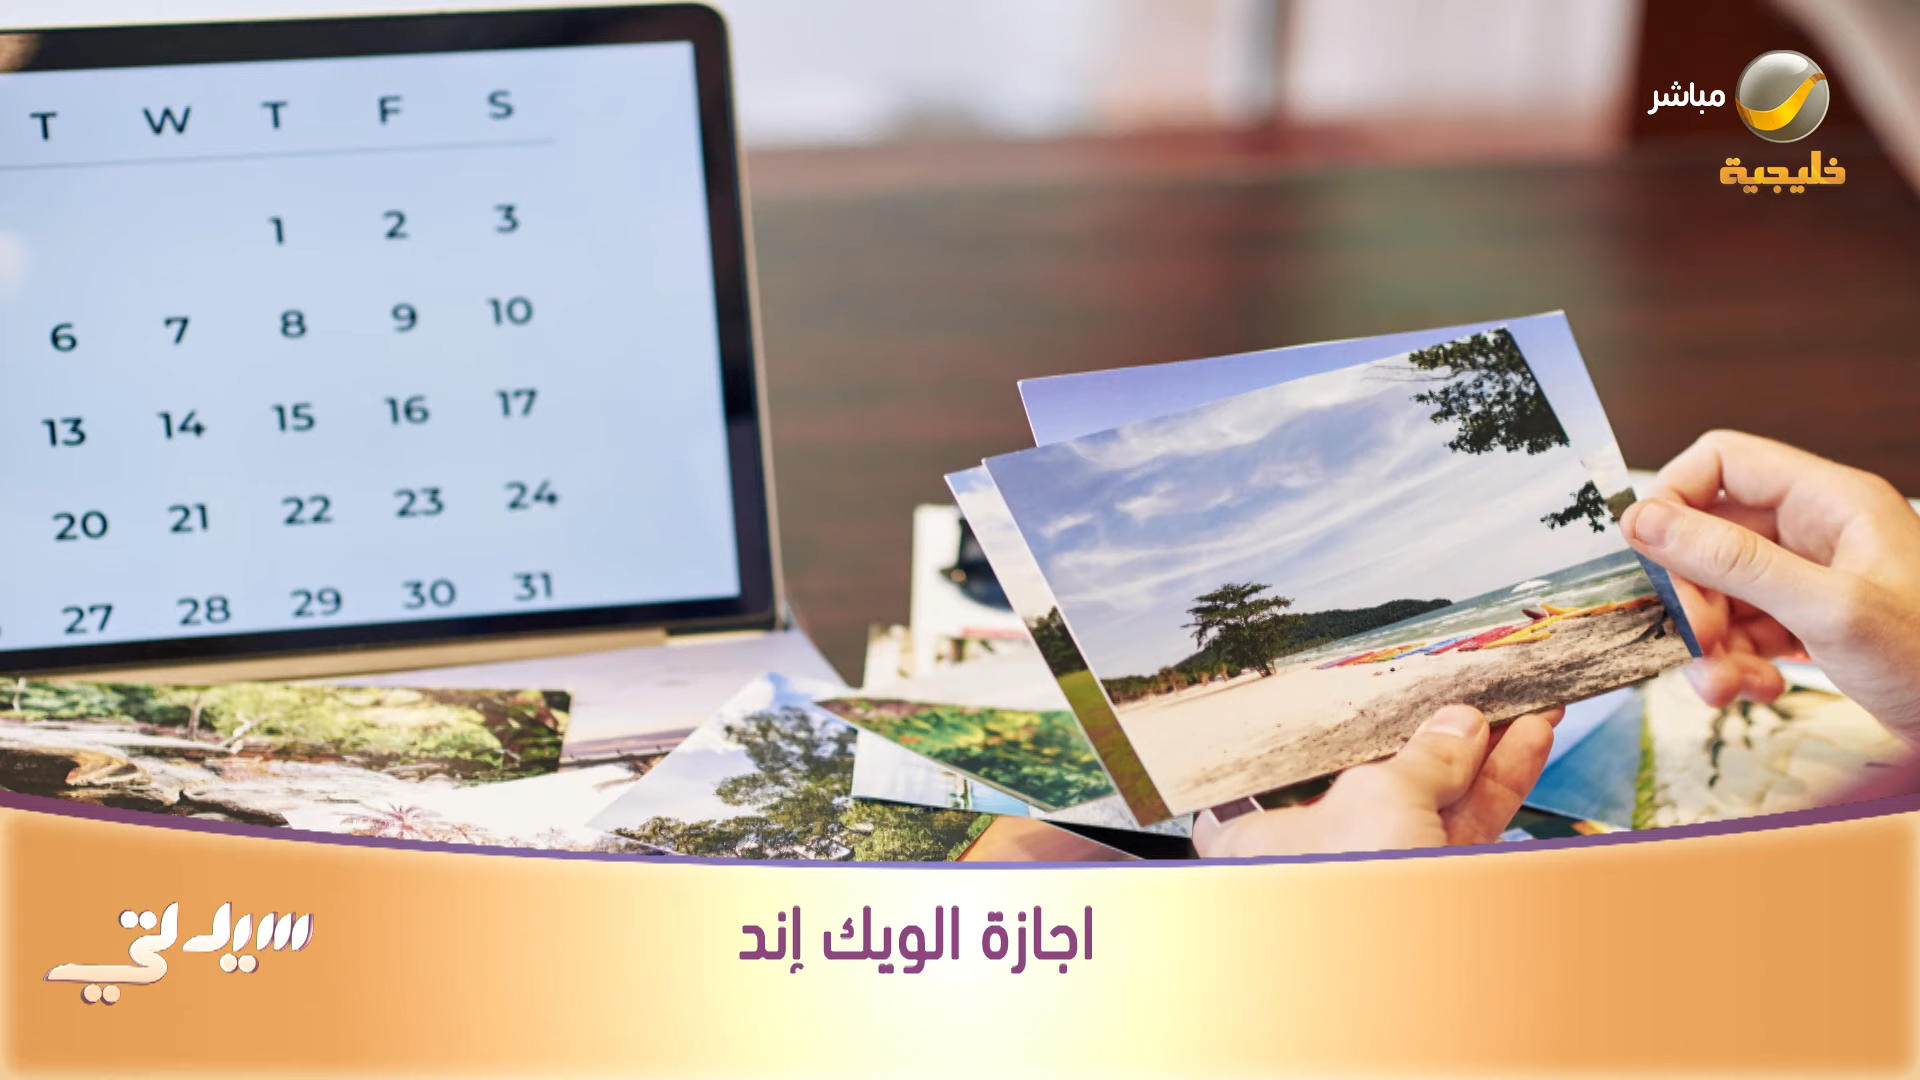 مباشر
خليجية
T W T F S
1 2 3
6 7 8 9 10
13 14 15 16 17
20 21 22 23 24
27 28 29 30 31
اجازة الويك إند
سيدتي